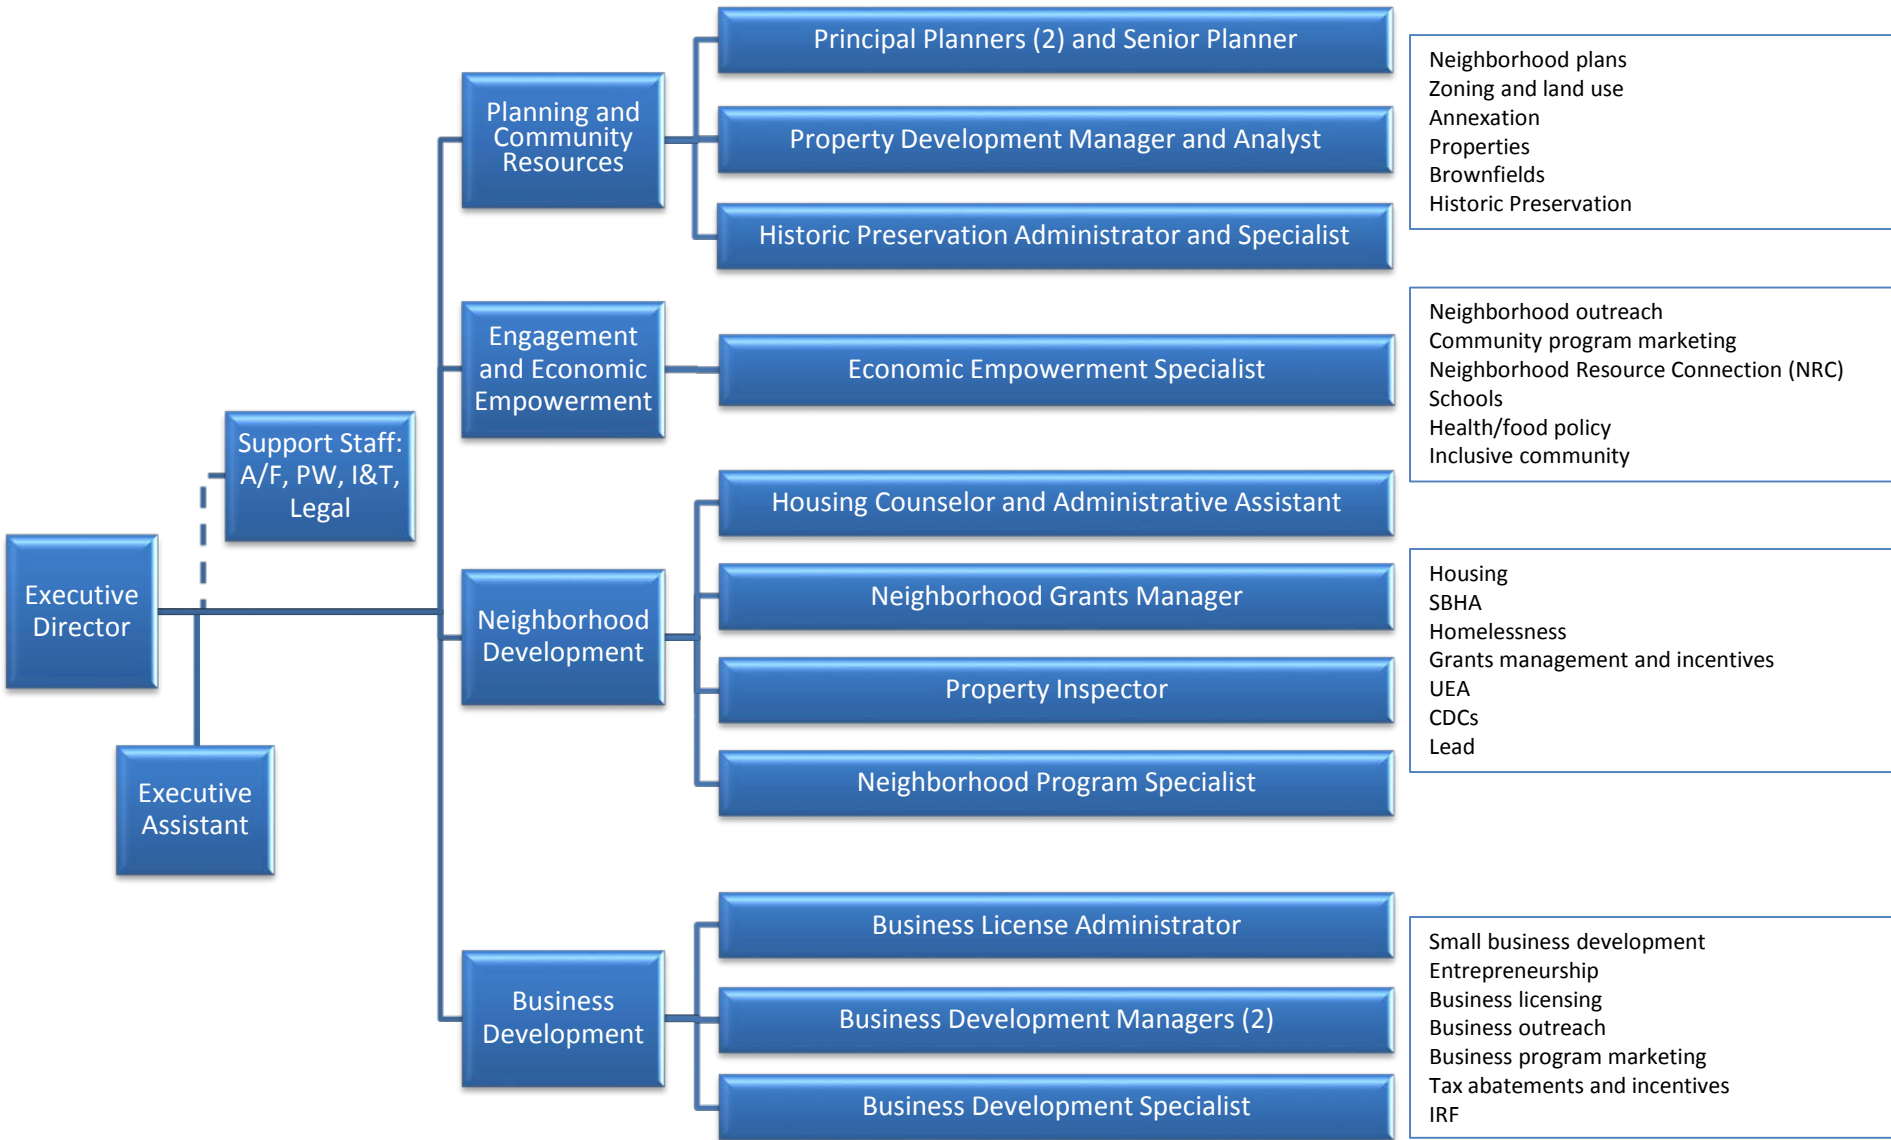 Executive
Director
Executive
Assistant
Support Staff:
A/F, PW, I&T,
Legal
Planning and
Community
Resources
Principal Planners (2) and Senior Planner
Property Development Manager and Analyst
Historic Preservation Administrator and Specialist
Neighborhood plans
Zoning and land use
Annexation
Properties
Brownfields
Historic Preservation
Engagement
and Economic
Empowerment
Economic Empowerment Specialist
Neighborhood outreach
Community program marketing
Neighborhood Resource Connection (NRC)
Schools
Health/food policy
Inclusive community
Neighborhood
Development
Housing Counselor and Administrative Assistant
Neighborhood Grants Manager
Property Inspector
Neighborhood Program Specialist
Housing
SBHA
Homelessness
Grants management and incentives
UEA
CDCs
Lead
Business
Development
Business License Administrator
Business Development Managers (2)
Business Development Specialist
Small business development
Entrepreneurship
Business licensing
Business outreach
Business program marketing
Tax abatements and incentives
IRF